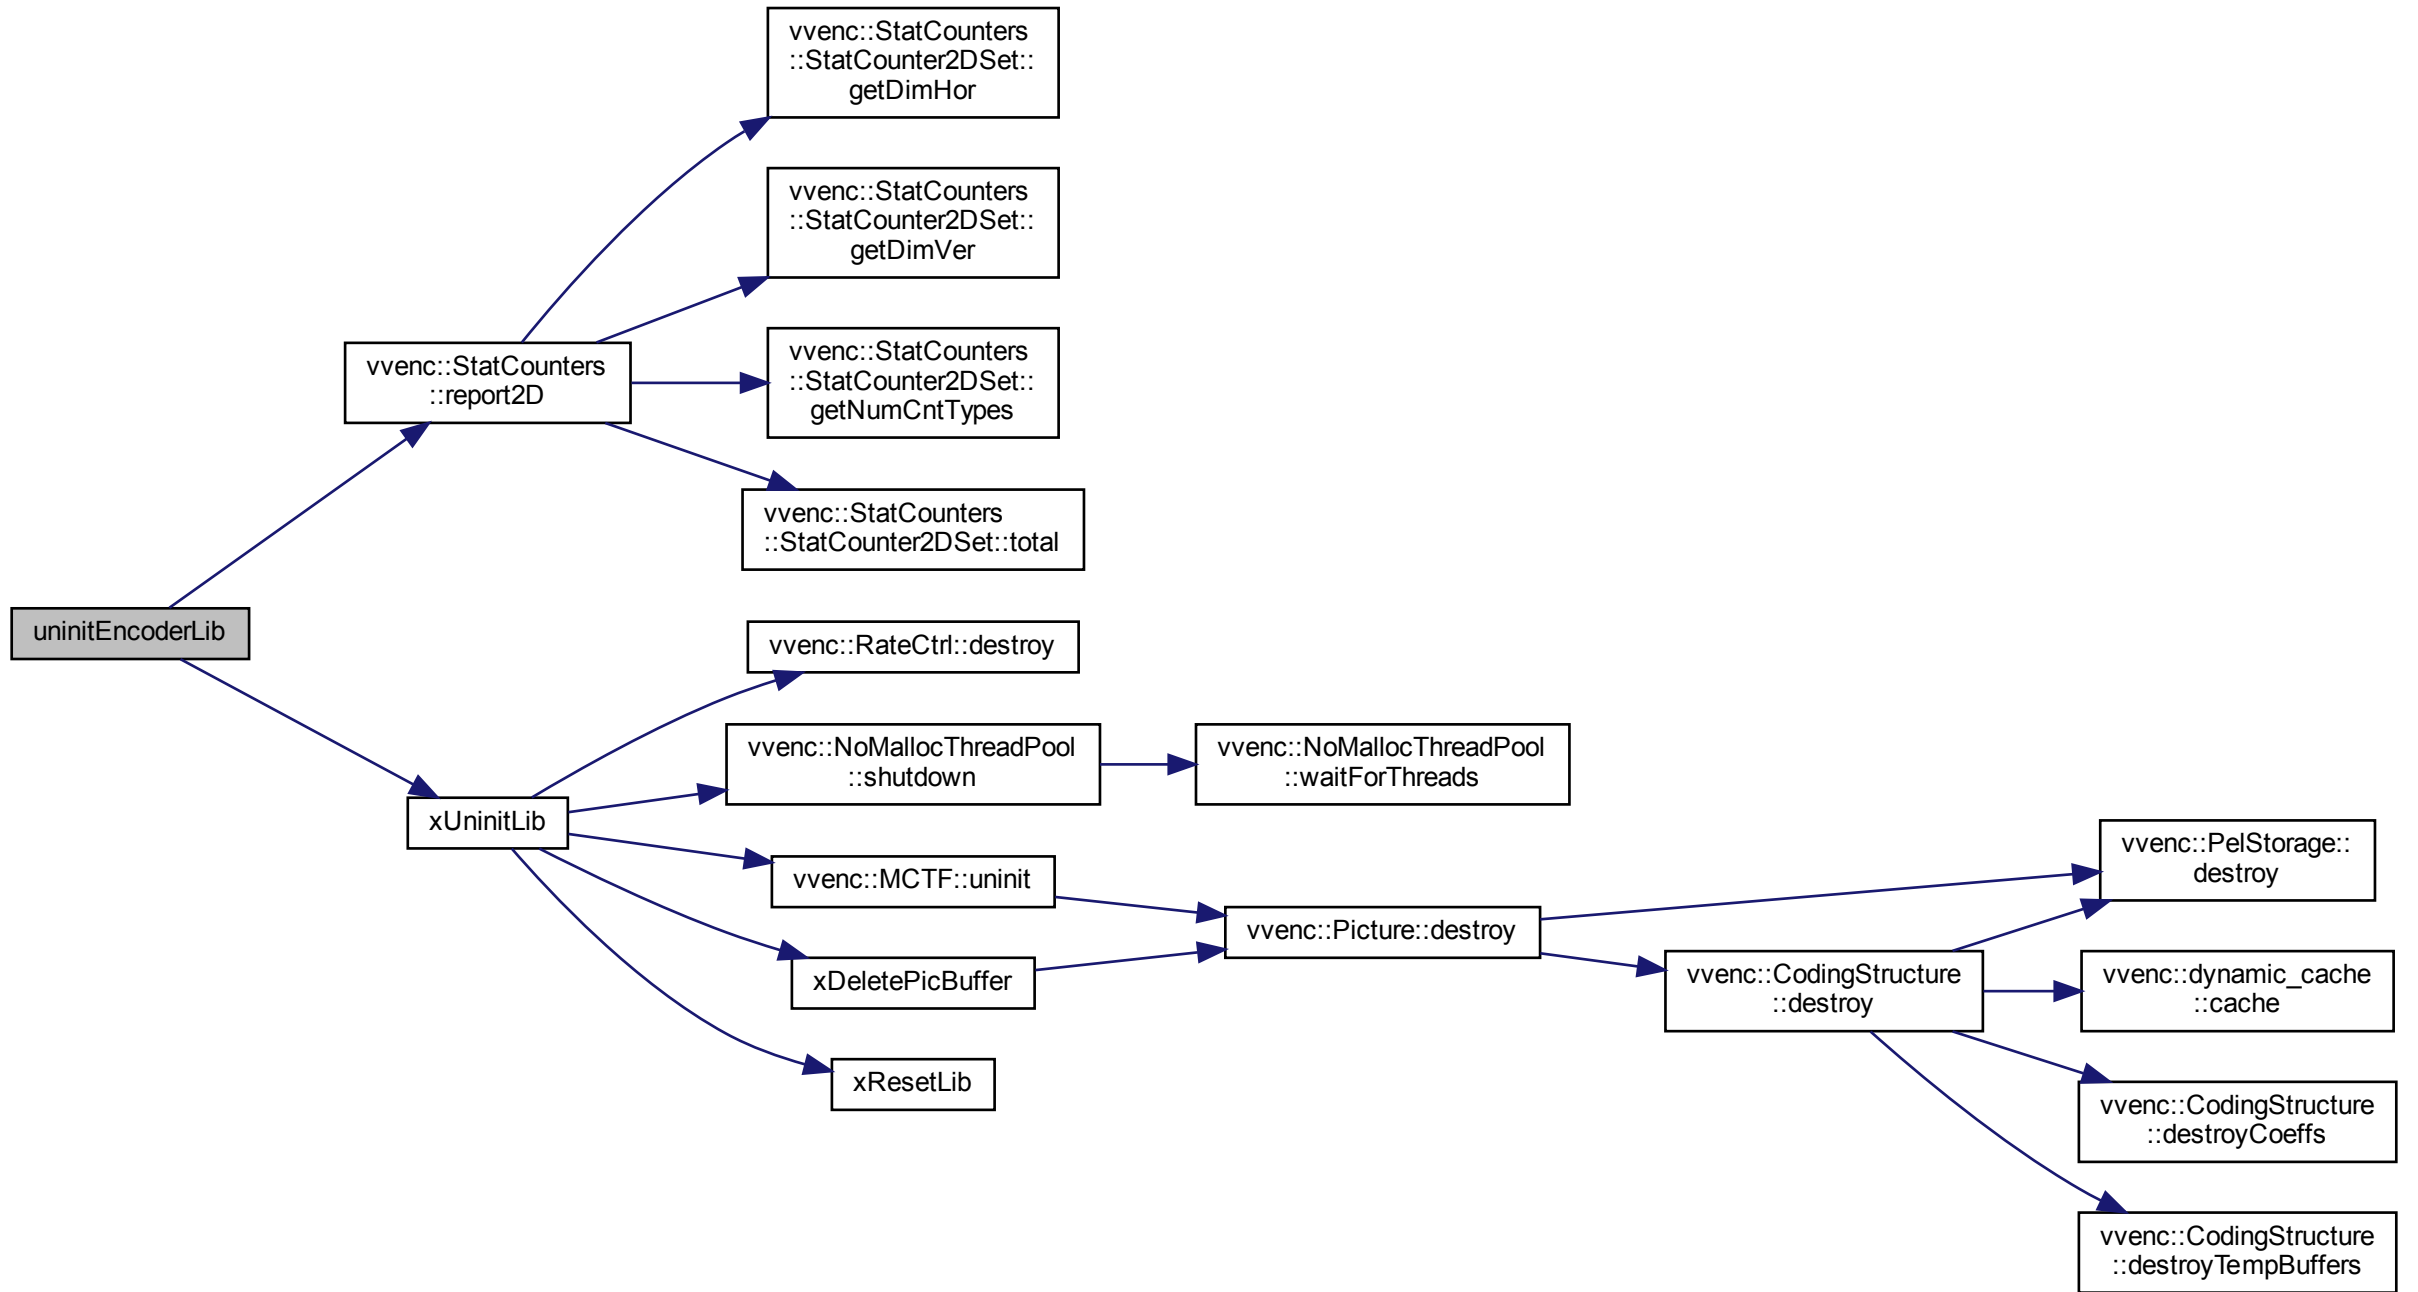 vvenc::StatCounters
::StatCounter2DSet::
getDimHor
vvenc::StatCounters
::StatCounter2DSet::
getDimVer
vvenc::StatCounters
::StatCounter2DSet::
getNumCntTypes
vvenc::StatCounters
::report2D
vvenc::StatCounters
::StatCounter2DSet::total
uninitEncoderLib
vvenc::RateCtrl::destroy
vvenc::NoMallocThreadPool
::shutdown
vvenc::NoMallocThreadPool
::waitForThreads
xUninitLib
vvenc::MCTF::uninit
vvenc::PelStorage::
destroy
vvenc::Picture::destroy
xDeletePicBuffer
vvenc::CodingStructure
::destroy
vvenc::dynamic_cache
::cache
xResetLib
vvenc::CodingStructure
::destroyCoeffs
vvenc::CodingStructure
::destroyTempBuffers